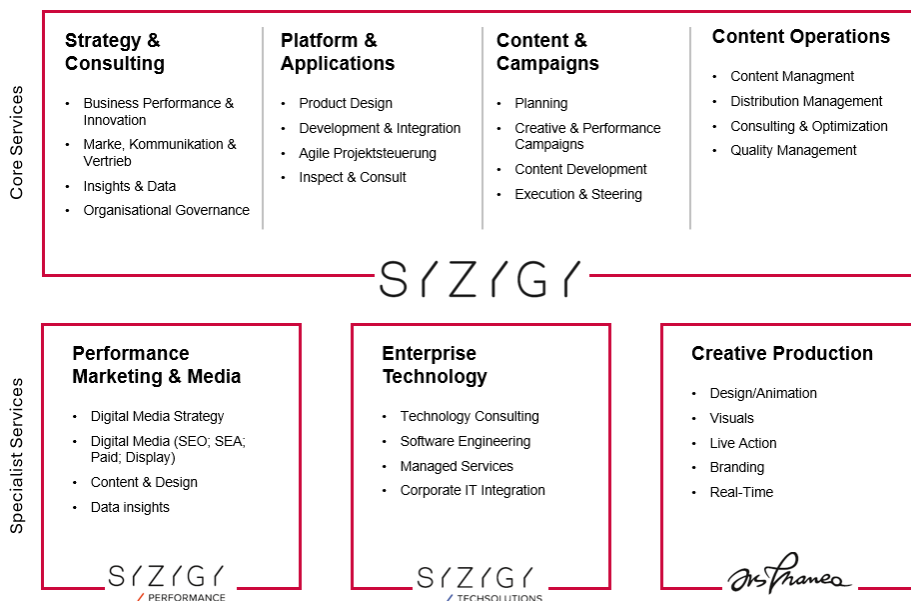 Core Services
Strategy &
Consulting
• Business Performance &
Innovation
• Marke, Kommunikation &
Vertrieb
• Insights & Data
• Organisational Governance
Platform &
Applications
• Product Design
• Development & Integration
• Agile Projektsteuerung
• Inspect & Consult
Content &
Campaigns
• Planning
• Creative & Performance
Campaigns
• Content Development
• Execution & Steering
Content Operations
• Content Managment
• Distribution Management
• Consulting & Optimization
• Quality Management
SYZYGY
Specialist Services
Performance
Marketing & Media
• Digital Media Strategy
• Digital Media (SEO; SEA;
Paid; Display)
• Content & Design
• Data insights
SYZYGY
/ PERFORMANCE
Enterprise
Technology
• Technology Consulting
• Software Engineering
• Managed Services
• Corporate IT Integration
SYZYGY
/ TECHSOLUTIONS
Creative Production
• Design/Animation
• Visuals
• Live Action
• Branding
• Real-Time
Ars Thanea